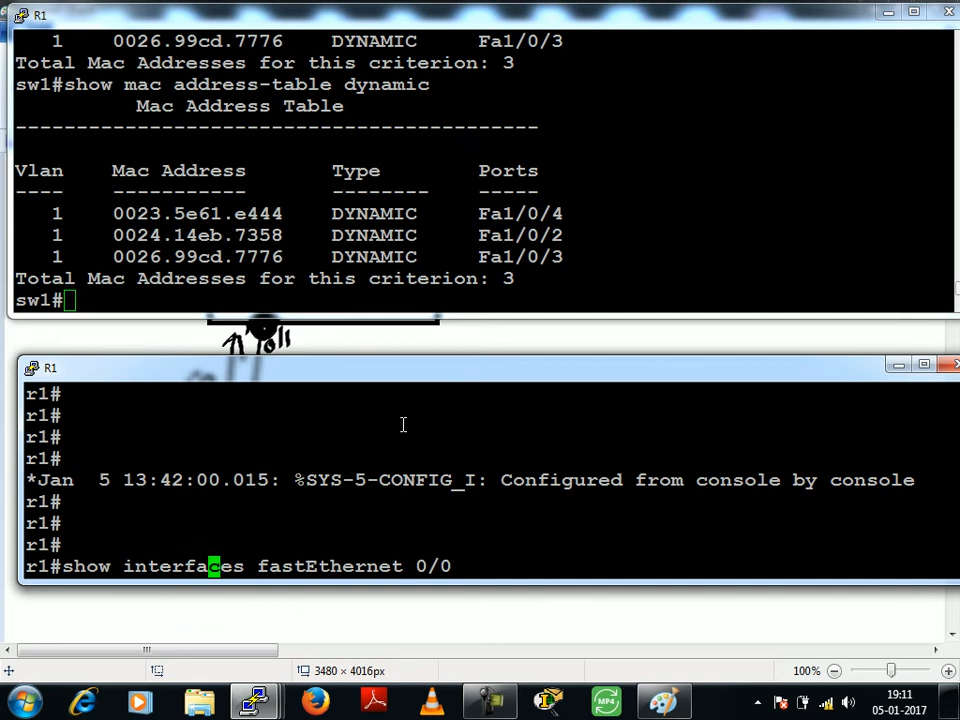 R1
1 0026.99cd.7776 DYNAMIC Fa1/0/3
Total Mac Addresses for this criterion: 3
sw1#show mac address-table dynamic
Mac Address Table
-------------------------------------------
Vlan Mac Address Type Ports
---- ----------- -------- -----
1 0023.5e61.e444 DYNAMIC Fa1/0/4
1 0024.14eb.7358 DYNAMIC Fa1/0/2
1 0026.99cd.7776 DYNAMIC Fa1/0/3
Total Mac Addresses for this criterion: 3
sw1#
R1
r1#
r1#
r1#
r1#
*Jan 5 13:42:00.015: %SYS-5-CONFIG_I: Configured from console by console
r1#
r1#
r1#
r1#show interfaces fastEthernet 0/0
3480 × 4016px
100%
MP4
19:11
05-01-2017